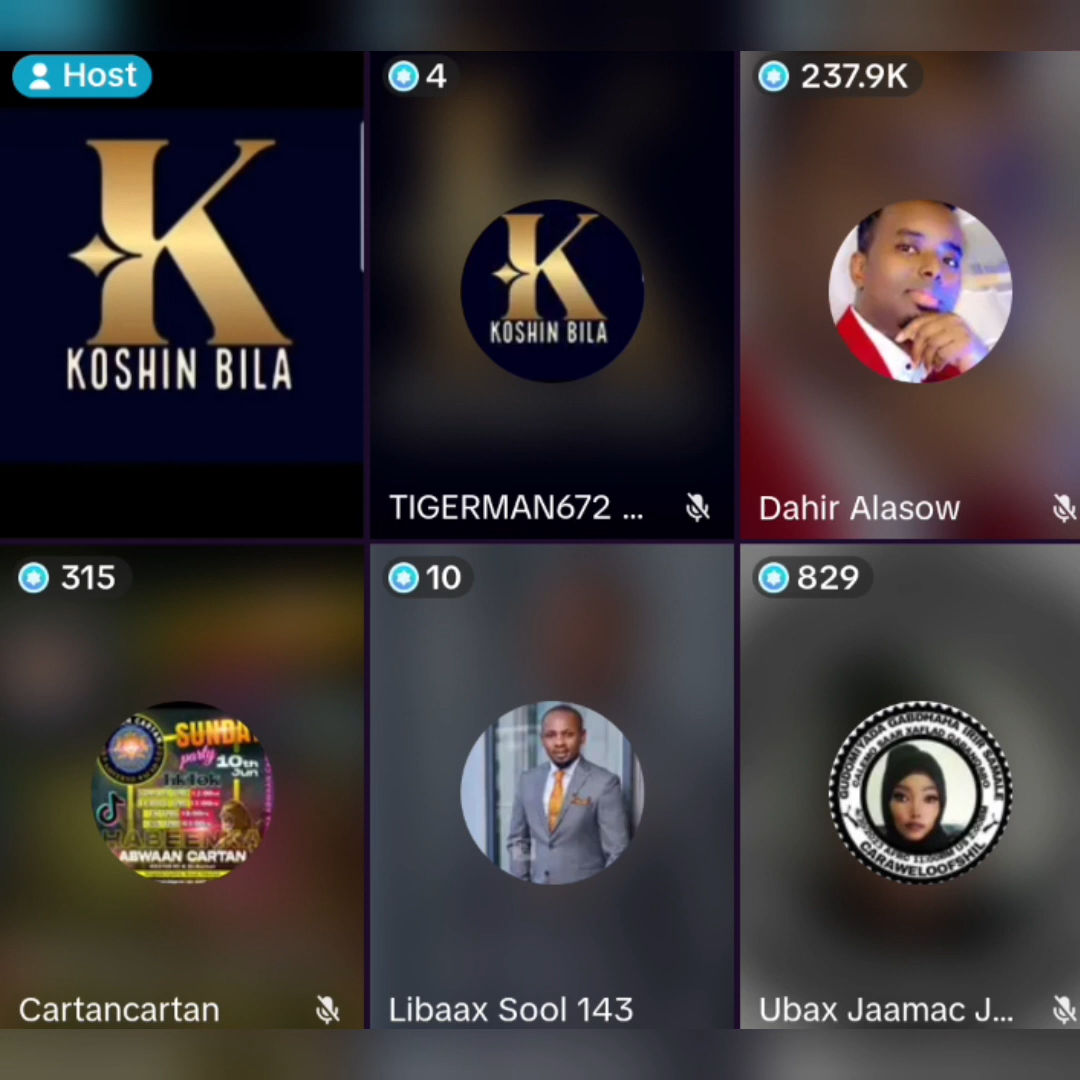 Host
KOSHIN BILA
4
KOSHIN BILA
TIGERMAN672 ...
237.9K
Dahir Alasow
315
SUNDA
party
10th
Jun
TikTok
HABEENKA
ABWAAN CARTAN
Cartancartan
10
Libaax Sool 143
829
CARAWELOOFSHIL
Ubax Jaamac J...